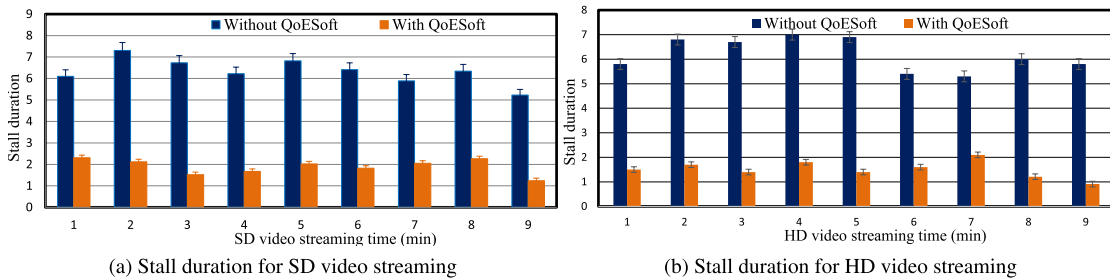 Without QoESoft With QoESoft
Stall duration
9
8
7
6
5
4
3
2
1
0
1 2 3 4 5 6 7 8 9
SD video streaming time (min)
(a) Stall duration for SD video streaming
Without QoESoft With QoESoft
Stall duration
8
7
6
5
4
3
2
1
0
1 2 3 4 5 6 7 8 9
HD video streaming time (min)
(b) Stall duration for HD video streaming